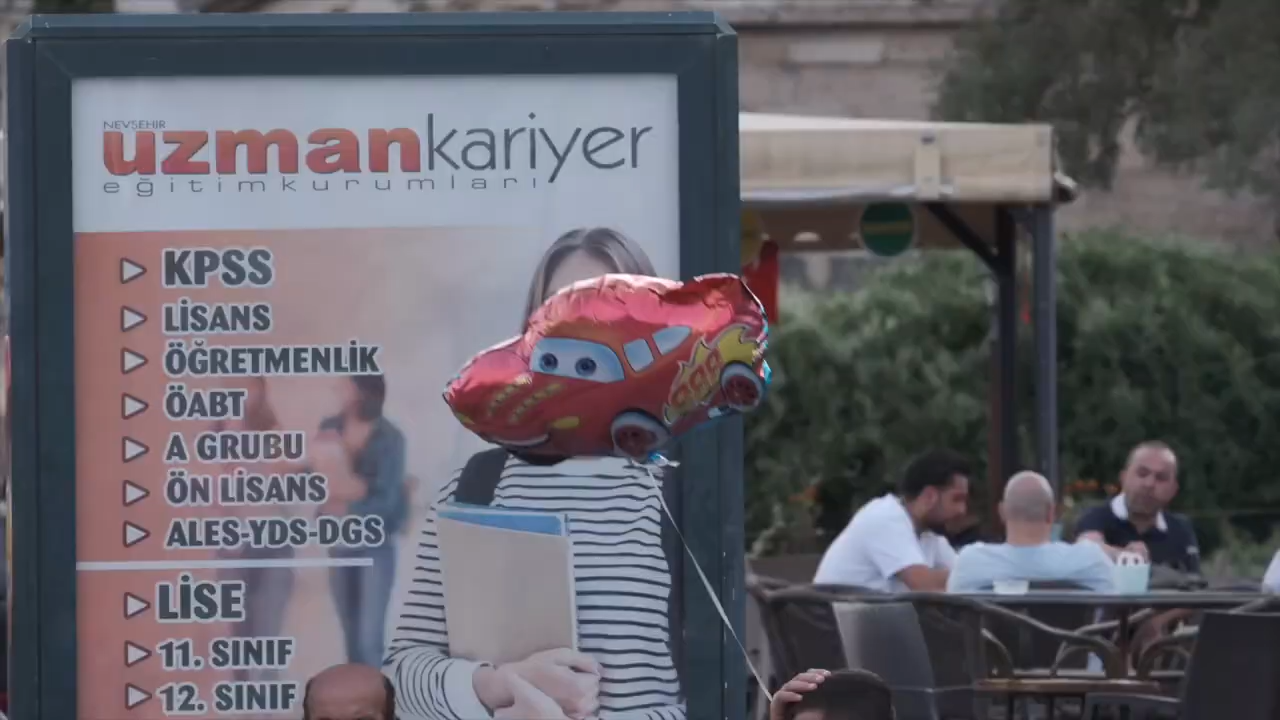 NEVŞEHİR
uzmankariyer
eğitimkurumları
KPSS
LİSANS
ÖĞRETMENLİK
ÖABT
A GRUBU
ÖN LİSANS
ALES-YDS-DGS
LİSE
11. SINIF
12. SINIF